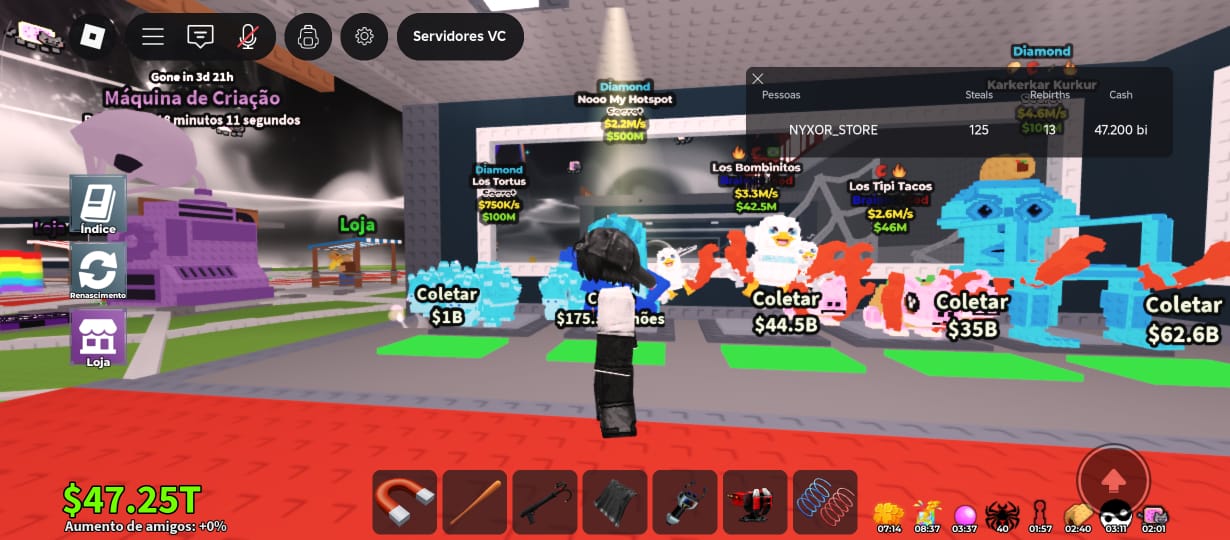 Servidores VC
Gone in 3d 21h
Máquina de Criação
minutos 11 segundos
Índice
Renascimento
Loja
Loja
Diamond
Nooo My Hotspot
Secret
$2.2M/s
$500M
Diamond
Los Tortus
Secret
$750K/s
$100M
Diamond
Karkerkar Kurkur
Secret
$4.6M/s
Pessoas Steals Rebirths Cash
NYXOR_STORE 125 13 47.200 bi
Los Bombinitos
$3.3M/s
$42.5M
Los Tipi Tacos
$2.6M/s
$46M
Coletar
$1B
Coletar
$44.5B
Coletar
$35B
Coletar
$62.6B
$47.25T
Aumento de amigos: +0%
07:14 08:37 03:37 40 01:57 02:40 03:11 02:01